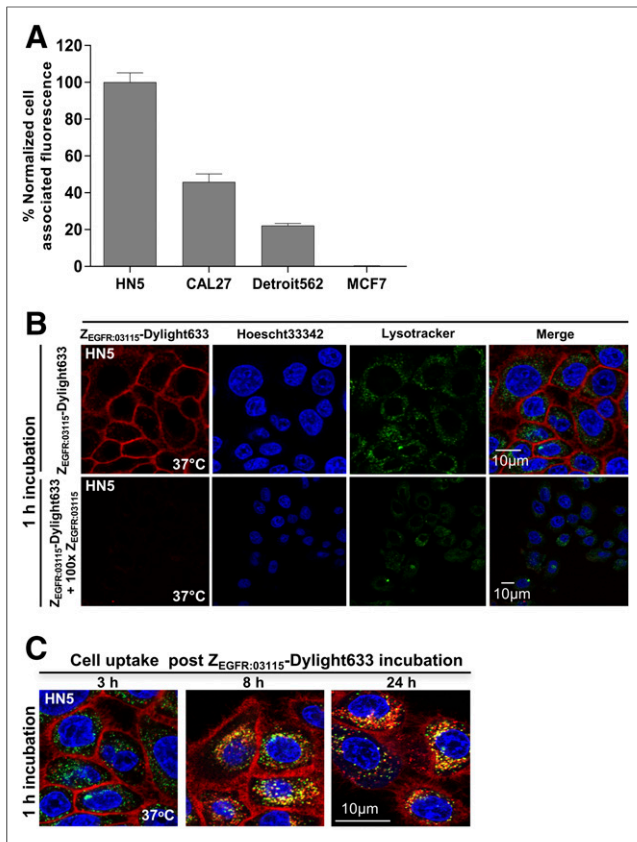 A
% Normalized cell
associated fluorescence
120
100
80
60
40
20
0
HN5 CAL27 Detroit562 MCF7
B
ZEGFR:03115-Dylight633 Hoescht33342 Lysotracker Merge
1 h incubation
ZEGFR:03115-Dylight633
HN5
37°C
10µm
ZEGFR:03115-Dylight633
+ 100x ZEGFR:03115
HN5
37°C
10µm
C
Cell uptake post ZEGFR:03115-Dylight633 incubation
3 h 8 h 24 h
1 h incubation
HN5
37°C
10µm